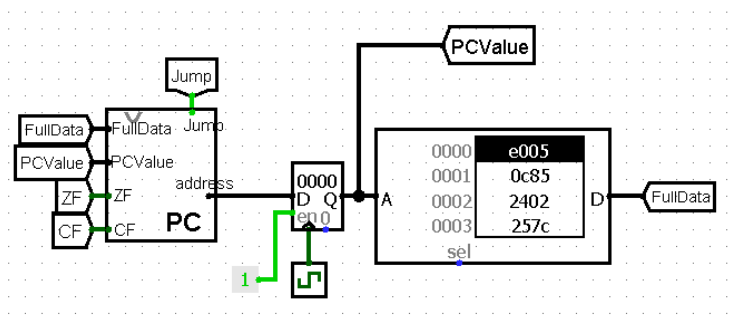 PCValue
Jump
FullData
FullData Jump
PCValue
PCValue
address
ZF
ZF
PC
CF
CF
0000
D Q
en 0
1
A
0000 e005
0001 0c85
0002 2402
0003 257c
sel
D
FullData